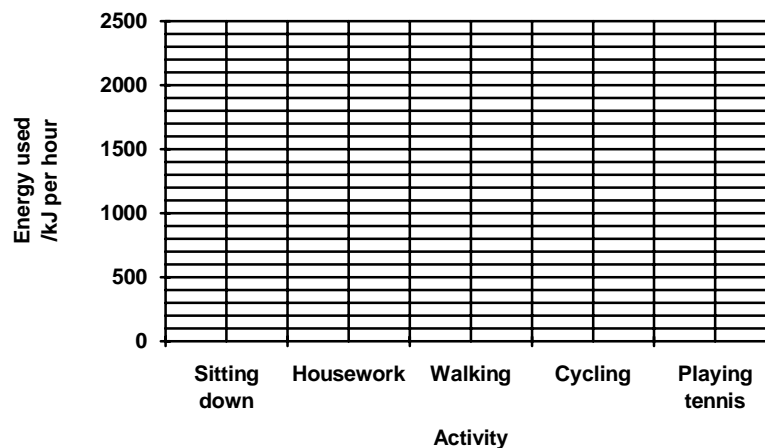 2500
2000
1500
1000
500
0
Energy used
/kJ per hour
Sitting down
Housework
Walking
Cycling
Playing tennis
Activity